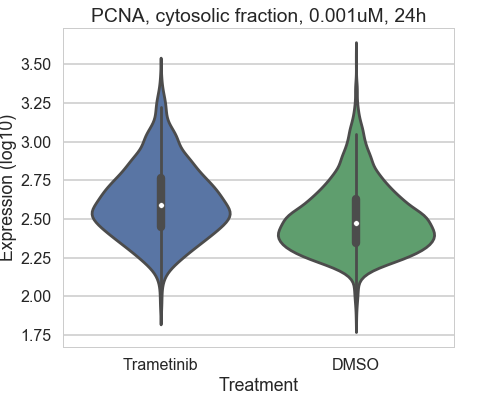 PCNA, cytosolic fraction, 0.001uM, 24h
3.50
3.25
3.00
2.75
2.50
2.25
2.00
1.75
Expression (log10)
Trametinib
DMSO
Treatment